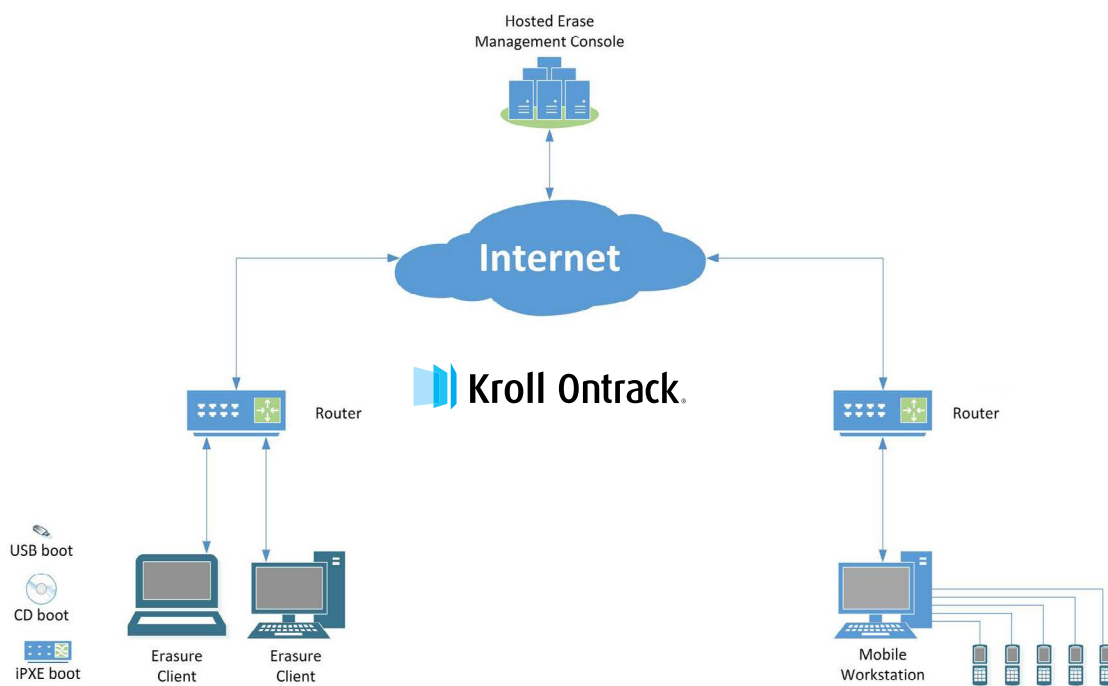 Hosted Erase
Management Console
Internet
Kroll Ontrack®
Router
Router
USB boot
CD boot
iPXE boot
Erasure
Client
Erasure
Client
Mobile
Workstation